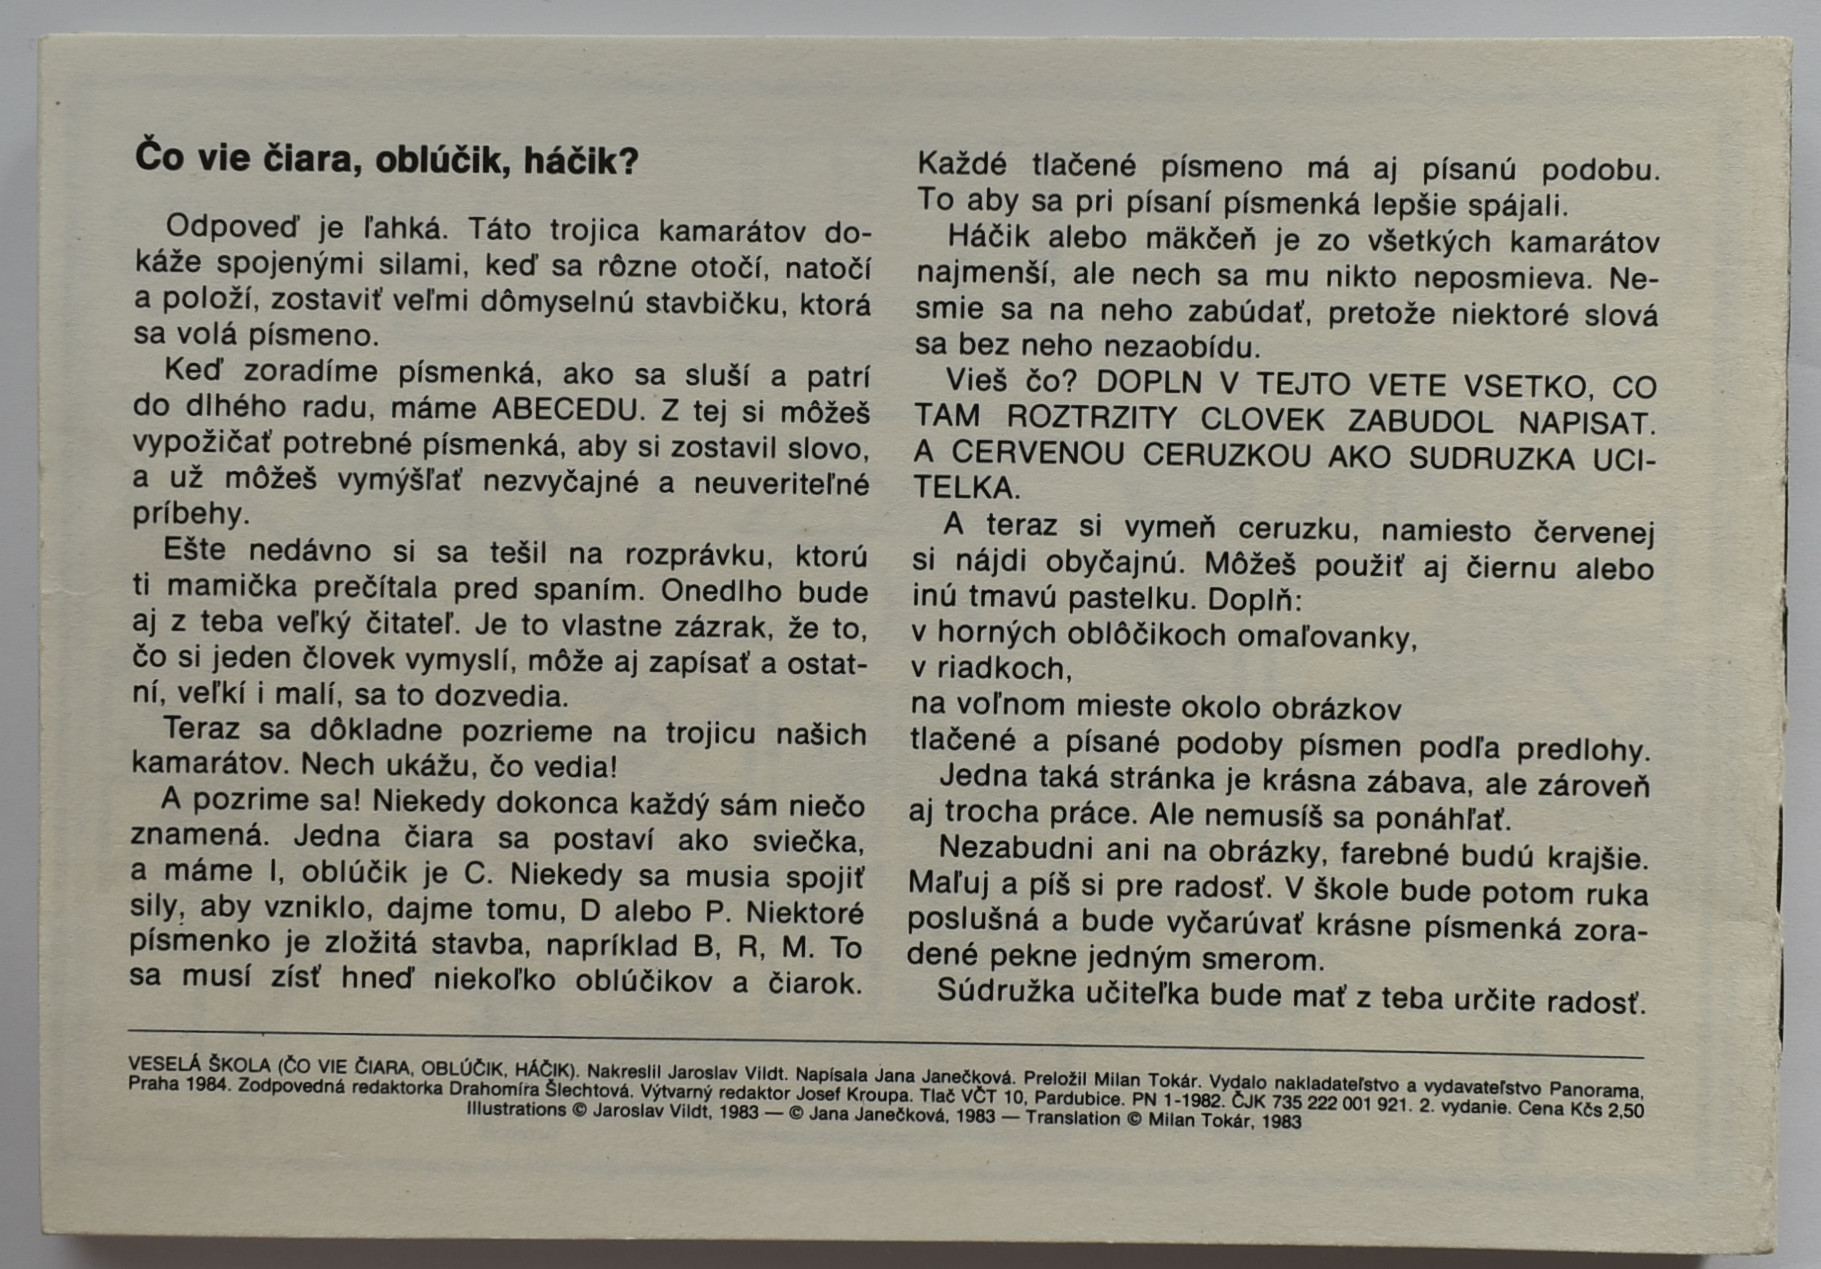 Čo vie čiara, oblúčik, háčik?
Odpoveď je ľahká. Táto trojica kamarátov do-
káže spojenými silami, keď sa rôzne otočí, natočí
a položí, zostaviť veľmi dômyselnú stavbičku, ktorá
sa volá písmeno.
Keď zoradíme písmenká, ako sa sluší a patrí
do dlhého radu, máme ABECEDU. Z tej si môžeš
vypožičať potrebné písmenká, aby si zostavil slovo,
a už môžeš vymýšľať nezvyčajné a neuveriteľné
príbehy.
Ešte nedávno si sa tešil na rozprávku, ktorú
ti mamička prečítala pred spaním. Onedlho bude
aj z teba veľký čitateľ. Je to vlastne zázrak, že to,
čo si jeden človek vymyslí, môže aj zapísať a ostat-
ní, veľkí i malí, sa to dozvedia.
Teraz sa dôkladne pozrieme na trojicu našich
kamarátov. Nech ukážu, čo vedia!
A pozrime sa! Niekedy dokonca každý sám niečo
znamená. Jedna čiara sa postaví ako sviečka,
a máme I, oblúčik je C. Niekedy sa musia spojiť
sily, aby vzniklo, dajme tomu, D alebo P. Niektoré
písmenko je zložitá stavba, napríklad B, R, M. To
sa musí zísť hneď niekoľko oblúčikov a čiarok.
Každé tlačené písmeno má aj písanú podobu.
To aby sa pri písaní písmenká lepšie spájali.
Háčik alebo mäkčeň je zo všetkých kamarátov
najmenší, ale nech sa mu nikto neposmieva. Ne-
smie sa na neho zabúdať, pretože niektoré slová
sa bez neho nezaobídu.
Vieš čo? DOPLN V TEJTO VETE VSETKO, CO
TAM ROZTRZITY CLOVEK ZABUDOL NAPISAT.
A CERVENOU CERUZKOU AKO SUDRUZKA UCI-
TELKA.
A teraz si vymeň ceruzku, namiesto červenej
si nájdi obyčajnú. Môžeš použiť aj čiernu alebo
inú tmavú pastelku. Doplň:
v horných oblôčikoch omaľovanky,
v riadkoch,
na voľnom mieste okolo obrázkov
tlačené a písané podoby písmen podľa predlohy.
Jedna taká stránka je krásna zábava, ale zároveň
aj trocha práce. Ale nemusíš sa ponáhľať.
Nezabudni ani na obrázky, farebné budú krajšie.
Maľuj a píš si pre radosť. V škole bude potom ruka
poslušná a bude vyčarúvať krásne písmenká zora-
dené pekne jedným smerom.
Súdružka učiteľka bude mať z teba určite radosť.
VESELÁ ŠKOLA (ČO VIE ČIARA, OBLÚČIK, HÁČIK). Nakreslil Jaroslav Vildt. Napísala Jana Janečková. Preložil Milan Tokár. Vydalo nakladateľstvo a vydavateľstvo Panorama,
Praha 1984. Zodpovedná redaktorka Drahomíra Šlechtová. Výtvarný redaktor Josef Kroupa. Tlač VČT 10, Pardubice. PN 1-1982. ČJK 735 222 001 921. 2. vydanie. Cena Kčs 2,50
Illustrations © Jaroslav Vildt, 1983 — © Jana Janečková, 1983 — Translation © Milan Tokár, 1983